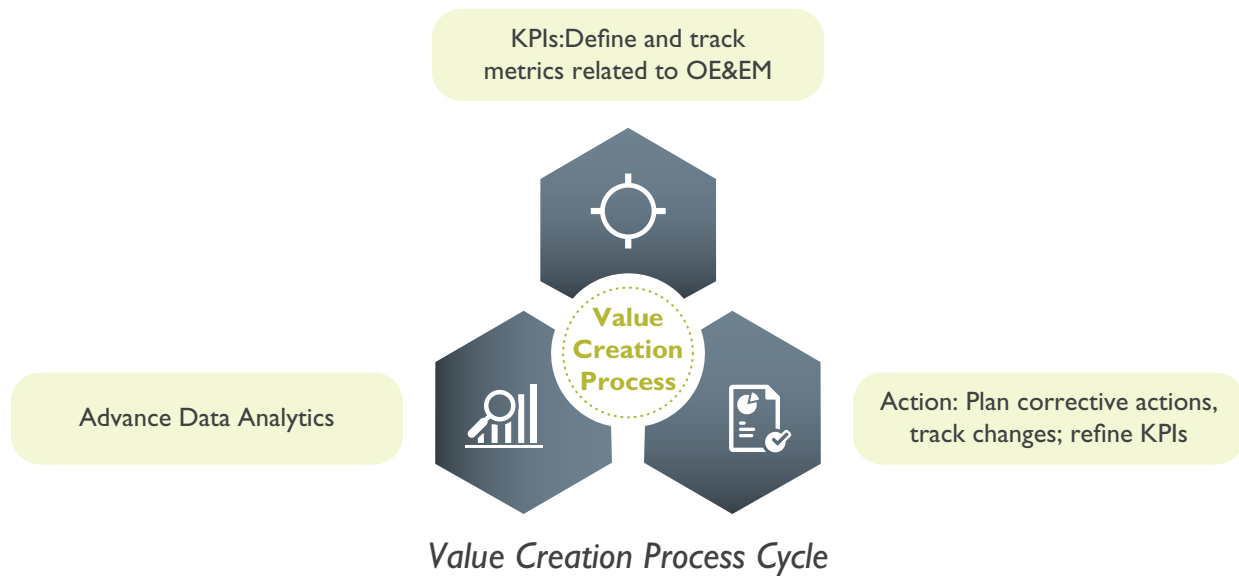 KPIs:Define and track
metrics related to OE&EM
Value
Creation
Process
Advance Data Analytics
Action: Plan corrective actions,
track changes; refine KPIs
Value Creation Process Cycle